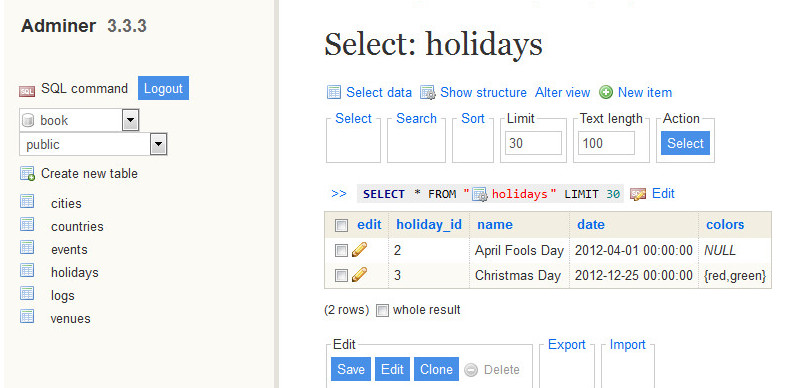 Adminer 3.3.3
SQL SQL command Logout
book
public
Create new table
cities
countries
events
holidays
logs
venues
Select: holidays
Select data Show structure Alter view New item
Select Search Sort Limit Text length Action
30 100 Select
>> SELECT * FROM "holidays" LIMIT 30 Edit
edit holiday_id name date colors
2 April Fools Day 2012-04-01 00:00:00 NULL
3 Christmas Day 2012-12-25 00:00:00 {red,green}
(2 rows) whole result
Edit Export Import
Save Edit Clone Delete